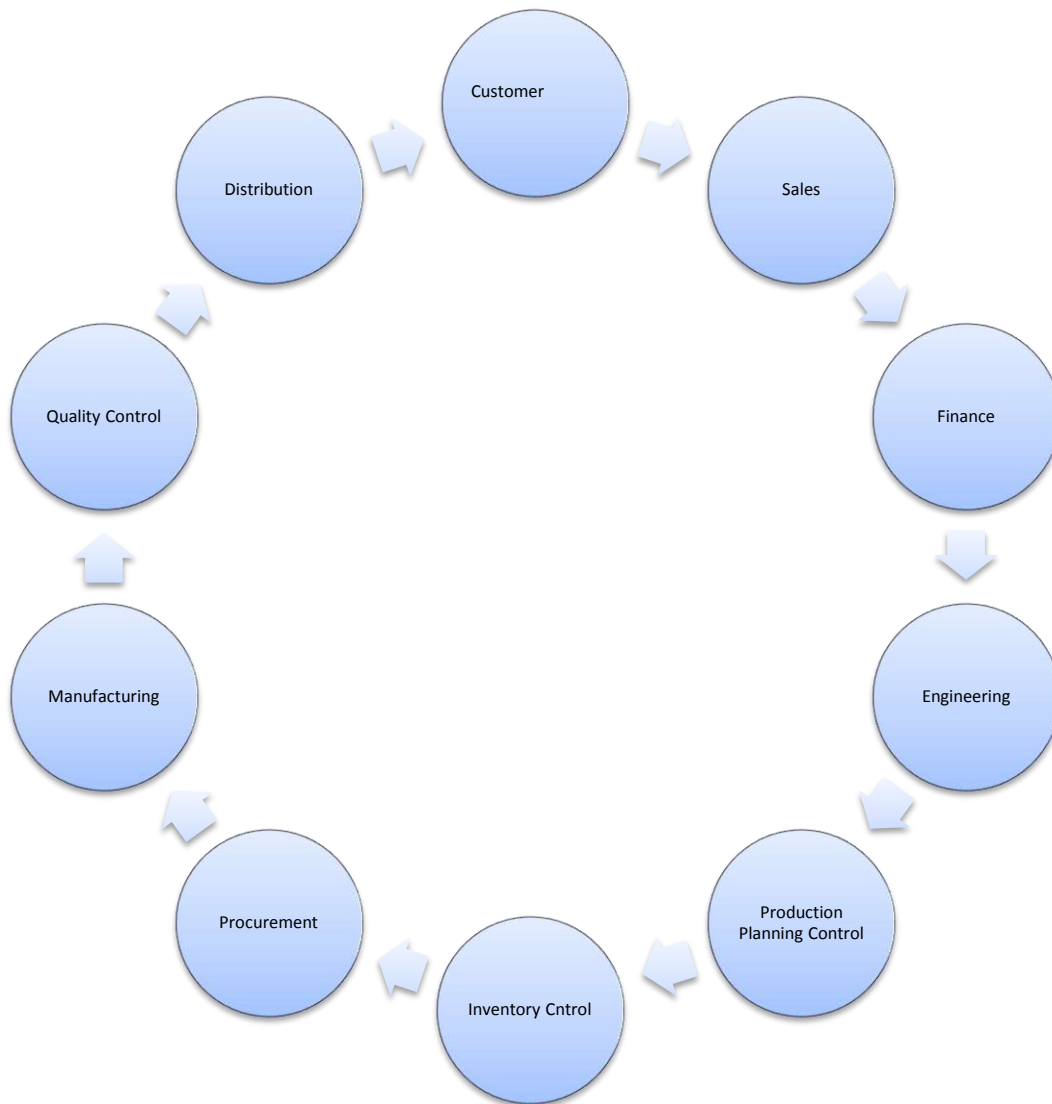 Customer
Sales
Finance
Engineering
Production
Planning Control
Inventory Cntrol
Procurement
Manufacturing
Quality Control
Distribution